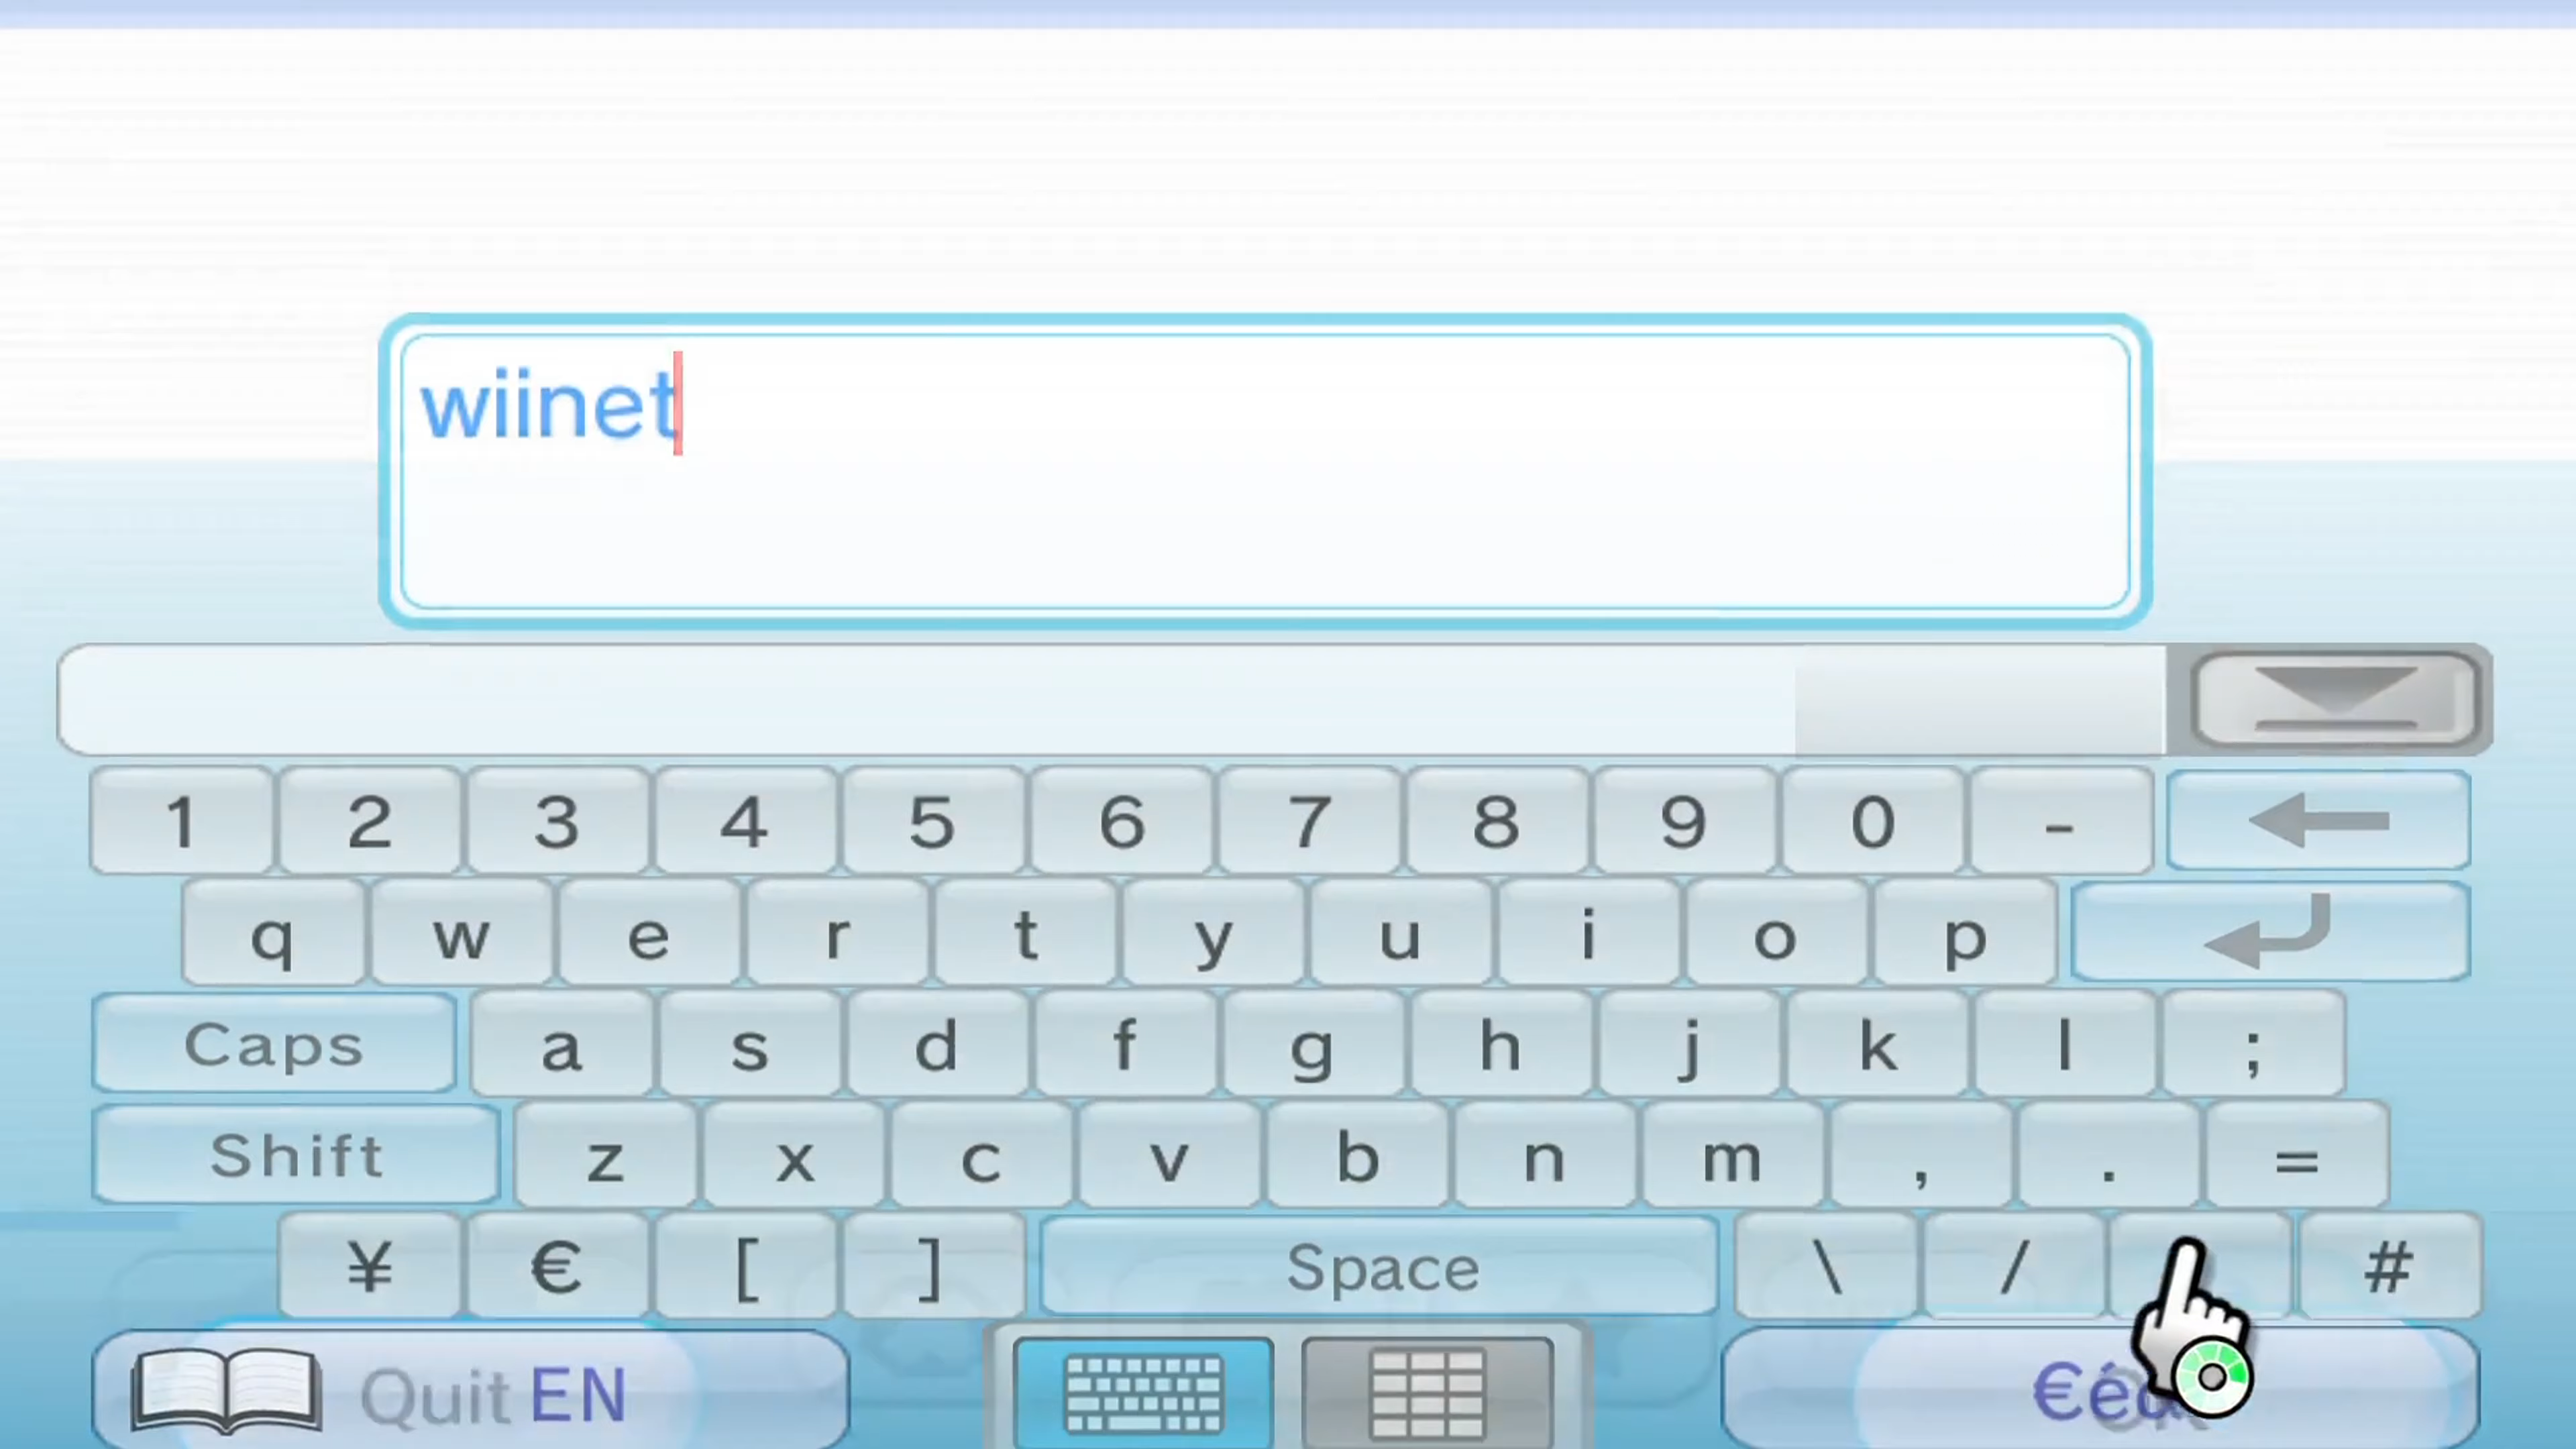 wiinet
1 2 3 4 5 6 7 8 9 0 -
q w e r t y u i o p
Caps a s d f g h j k l ;
Shift z x c v b n m , . =
¥ € [ ] Space \ / #
Quit EN